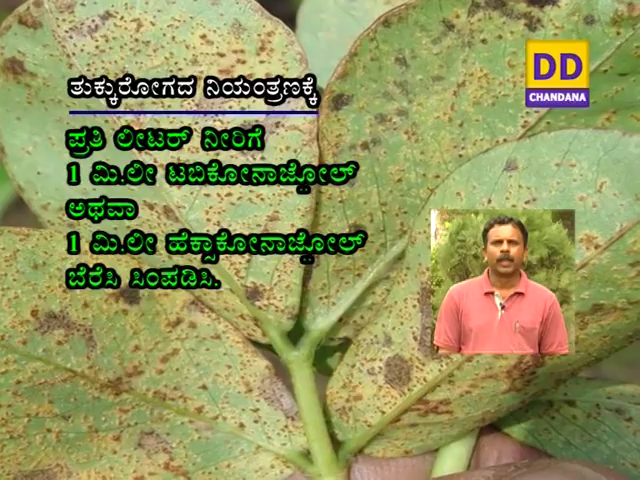 DD
CHANDANA
ತುಕ್ಕುರೋಗದ ನಿಯಂತ್ರಣಕ್ಕೆ
ಪ್ರತಿ ಲೀಟರ್ ನೀರಿಗೆ
1 ಮಿ.ಲೀ ಟಿಬಿಕೋನಾಜ಼ೋಲ್
ಅಥವಾ
1 ಮಿ.ಲೀ ಹೆಕ್ಸಾಕೋನಾಜ಼ೋಲ್
ಬೆರೆಸಿ ಸಿಂಪಡಿಸಿ.